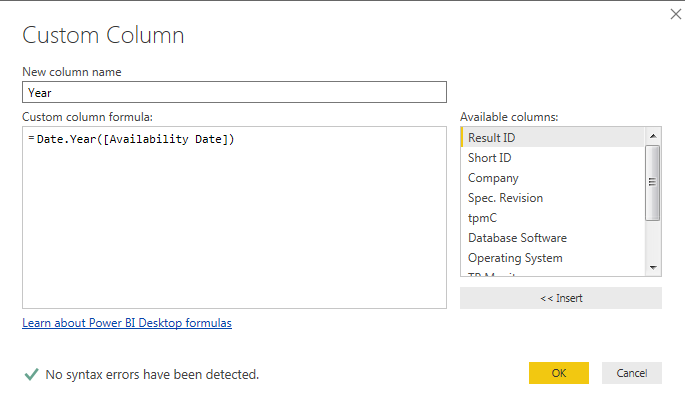 Custom Column
New column name
Year
Custom column formula:
=Date.Year([Availability Date])
Available columns:
Result ID
Short ID
Company
Spec. Revision
tpmC
Database Software
Operating System
<< Insert
Learn about Power BI Desktop formulas
No syntax errors have been detected.
OK
Cancel